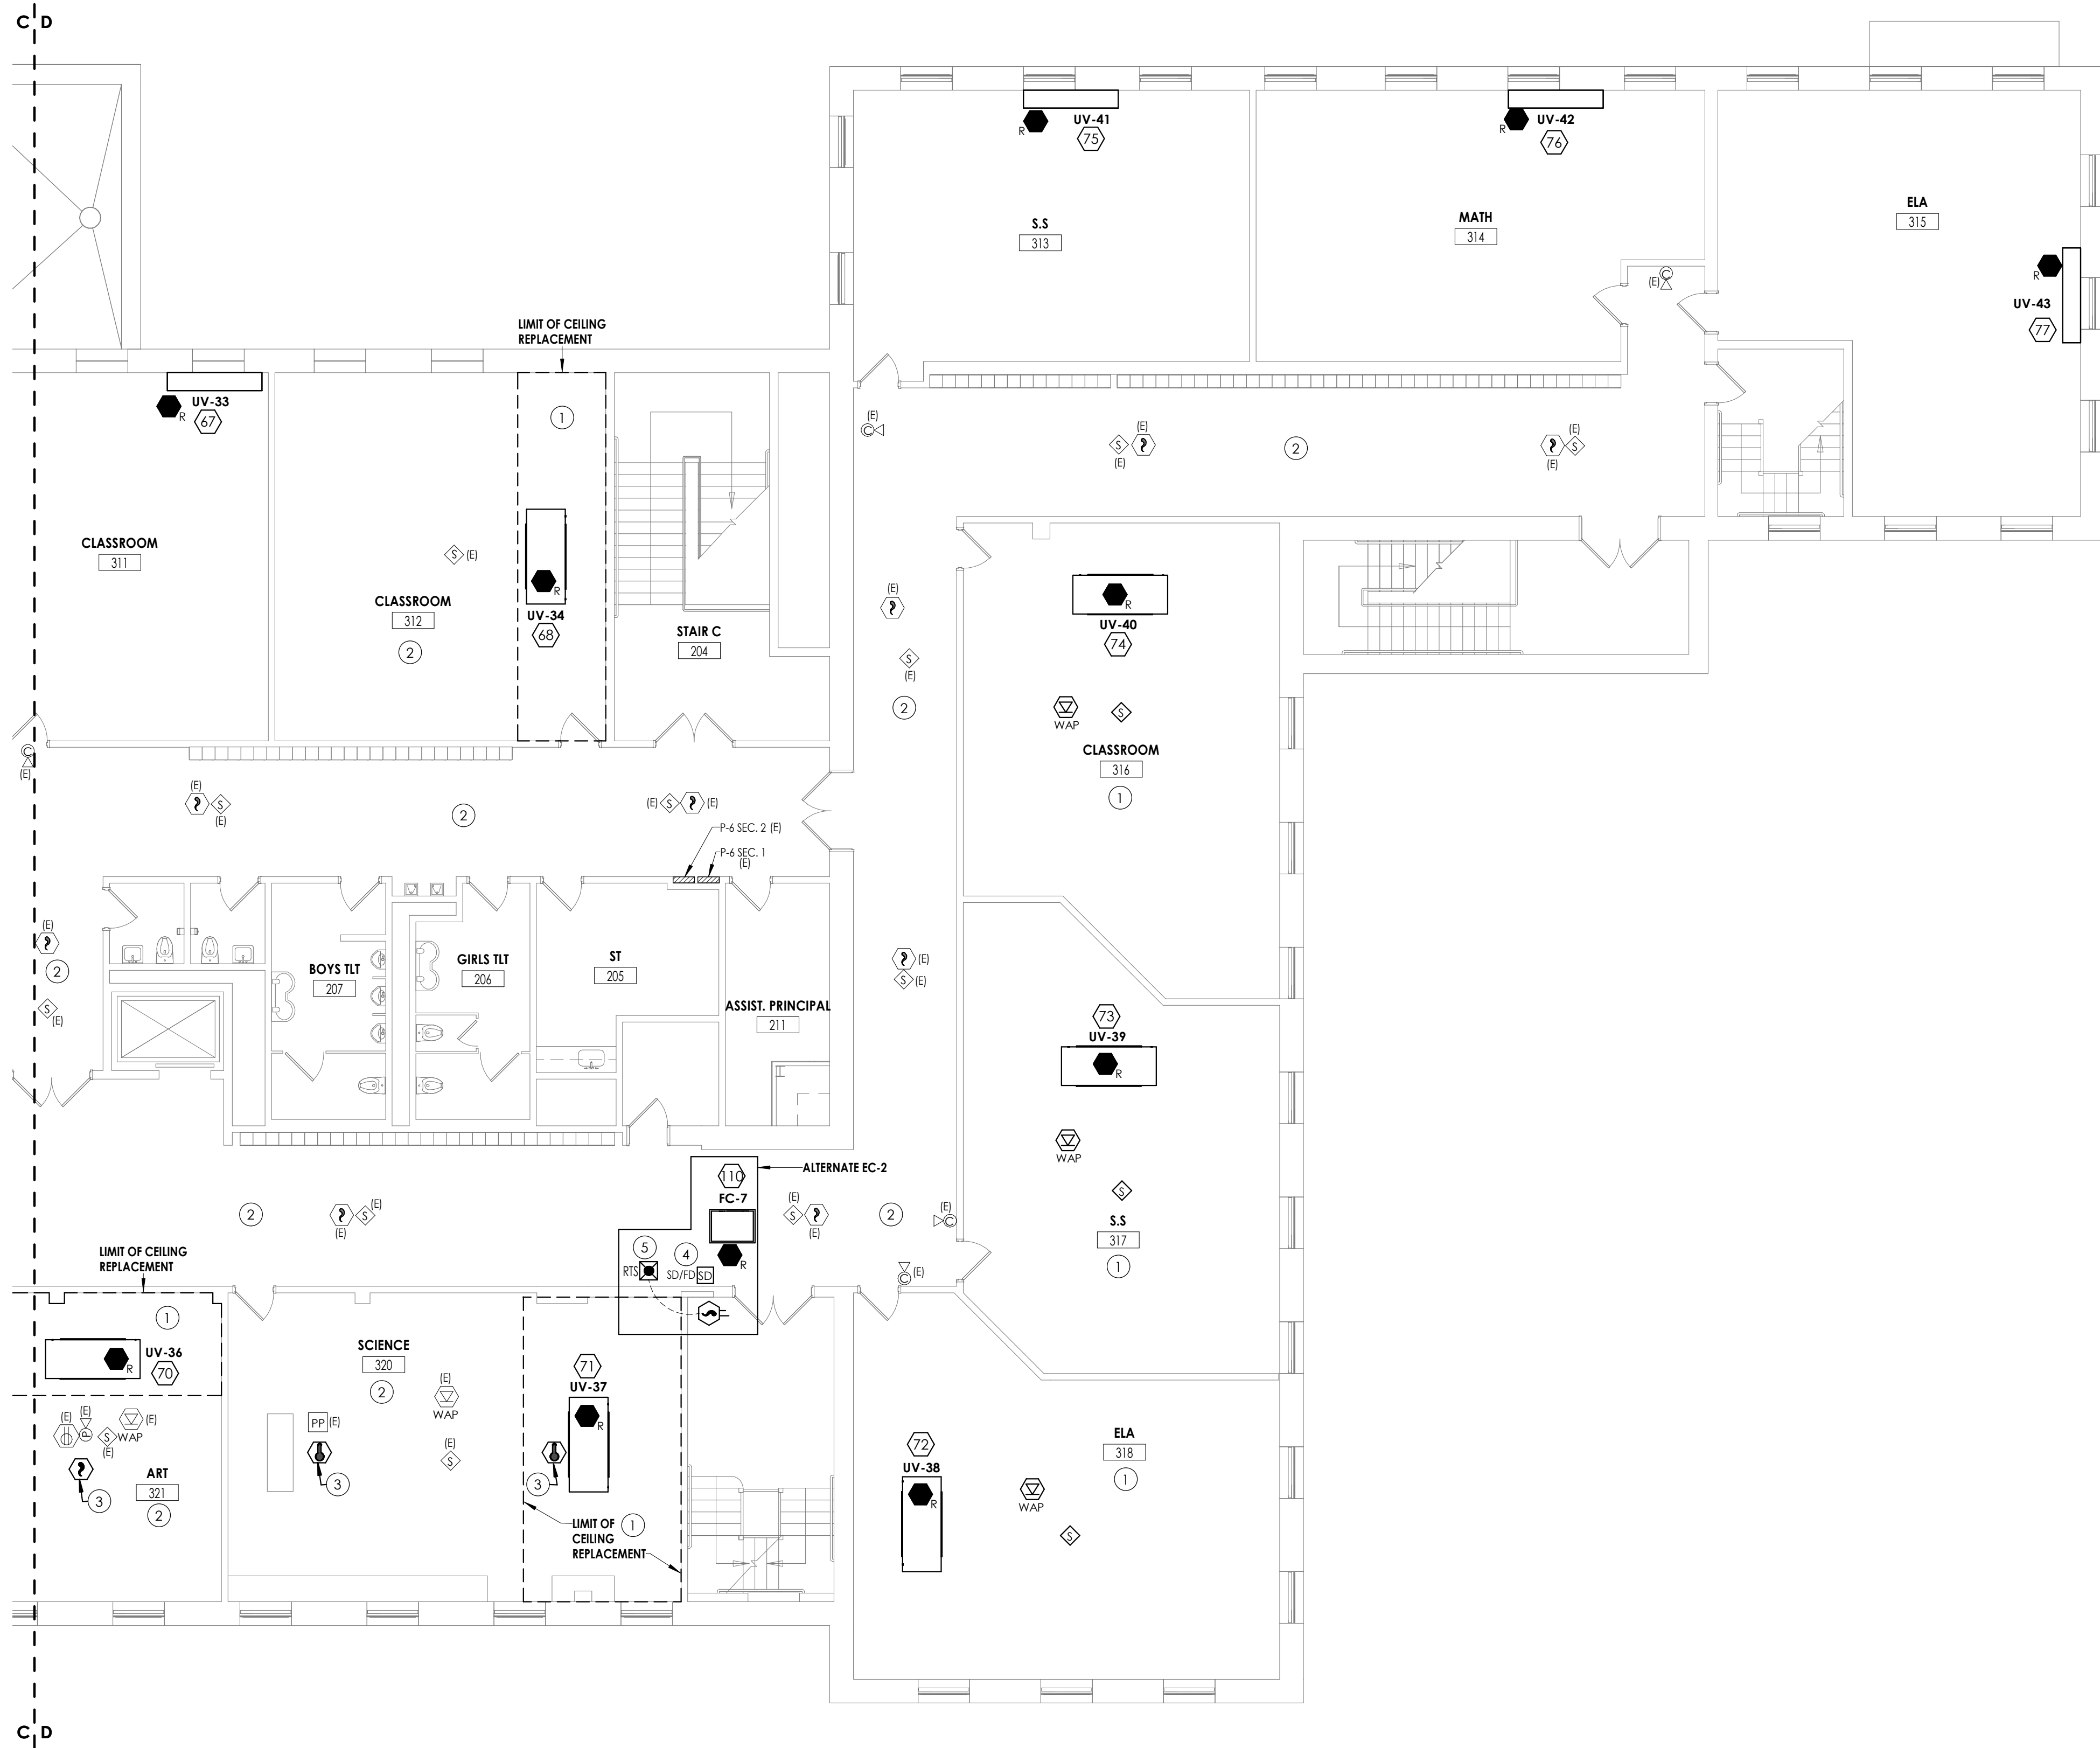 C D
UV-41
R
75
UV-42
R
76
ELA
315
S.S
313
MATH
314
R
UV-43
77
C
(E)
LIMIT OF CEILING
REPLACEMENT
UV-33
R
67
1
(E)
C
(E)
S
(E)
2
(E)
S
(E)
CLASSROOM
311
S (E)
CLASSROOM
312
2
R
UV-34
68
STAIR C
204
(E)
S
(E)
2
R
UV-40
74
WAP
S
CLASSROOM
316
1
C
(E)
(E)
S
(E)
2
(E) S (E)
P-6 SEC. 2 (E)
P-6 SEC. 1
(E)
(E)
2
S
(E)
BOYS TLT
207
GIRLS TLT
206
ST
205
ASSIST. PRINCIPAL
211
(E)
S (E)
73
UV-39
R
WAP
S
S.S
317
1
ALTERNATE EC-2
110
FC-7
R
5
4
RTS
SD/FD SD
2
(E)
S
(E)
(E)
S
(E)
2
(E)
C
C (E)
LIMIT OF CEILING
REPLACEMENT
1
UV-36
R
70
SCIENCE
320
2
(E)
WAP
(E)
S
PP (E)
3
71
UV-37
R
3
LIMIT OF
CEILING
REPLACEMENT
1
(E)
(E)
P
S
(E)
(E)
WAP
3
ART
321
2
72
UV-38
R
WAP
S
ELA
318
1
C D